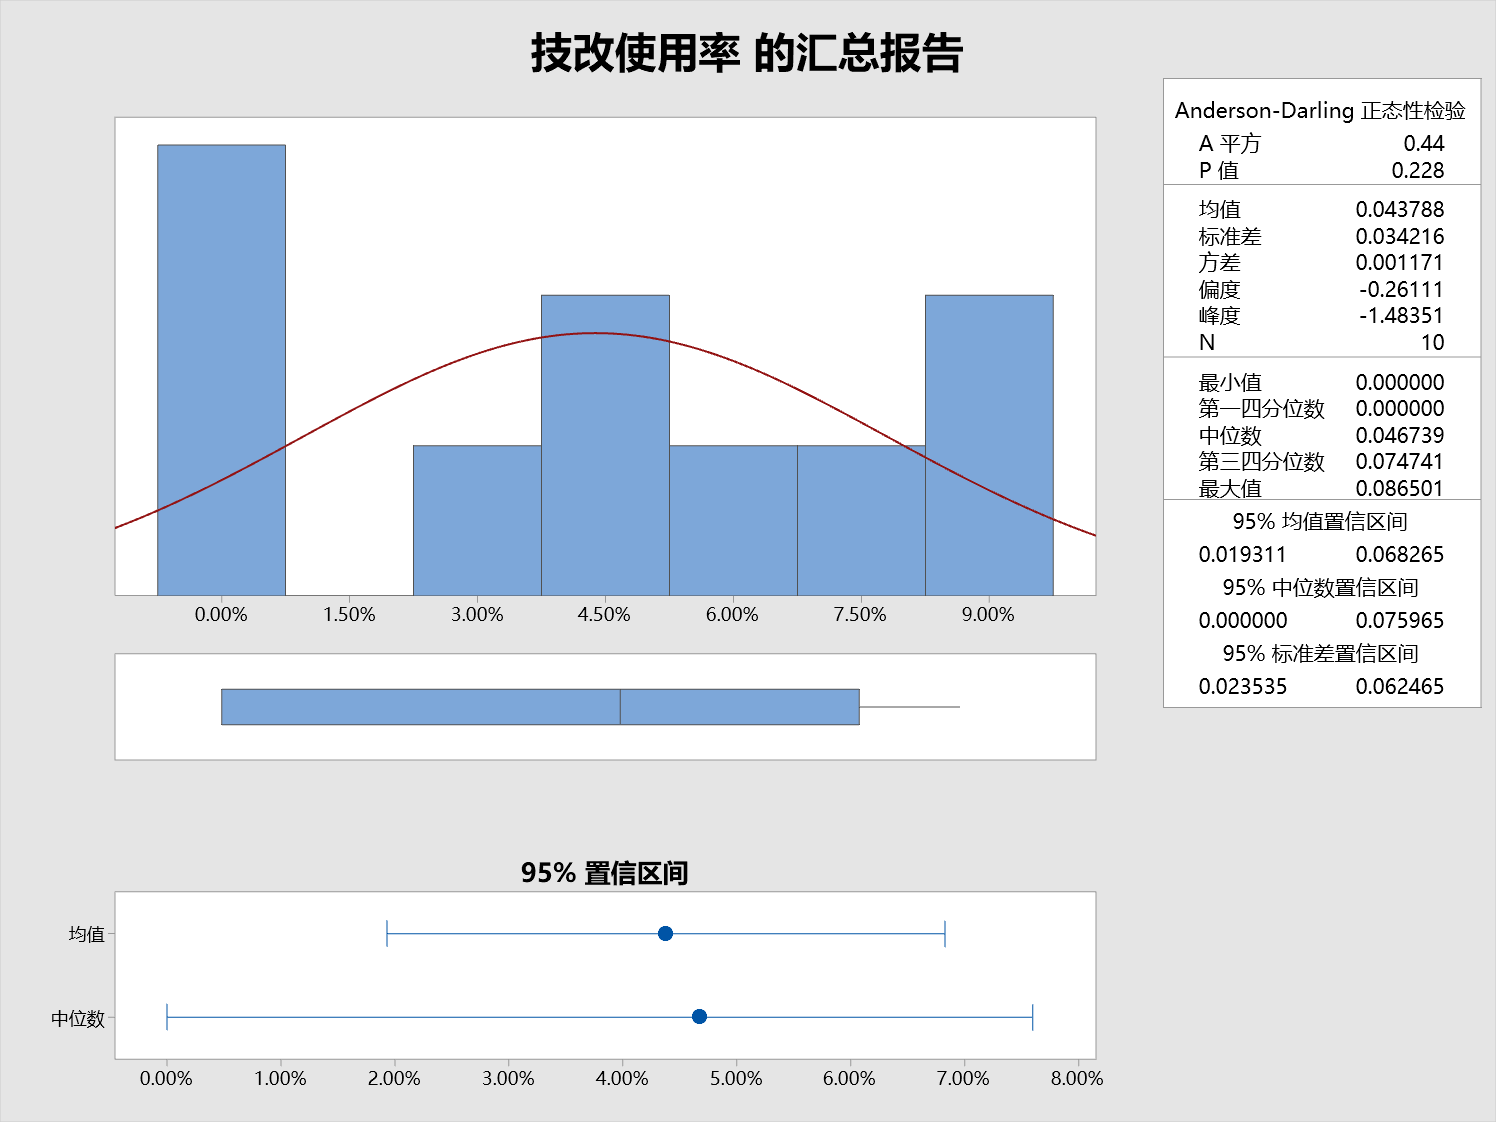 技改使用率 的汇总报告
0.00% 1.50% 3.00% 4.50% 6.00% 7.50% 9.00%
95% 置信区间
均值
中位数
0.00% 1.00% 2.00% 3.00% 4.00% 5.00% 6.00% 7.00% 8.00%
Anderson-Darling 正态性检验
A 平方 0.44
P 值 0.228
均值 0.043788
标准差 0.034216
方差 0.001171
偏度 -0.26111
峰度 -1.48351
N 10
最小值 0.000000
第一四分位数 0.000000
中位数 0.046739
第三四分位数 0.074741
最大值 0.086501
95% 均值置信区间
0.019311 0.068265
95% 中位数置信区间
0.000000 0.075965
95% 标准差置信区间
0.023535 0.062465